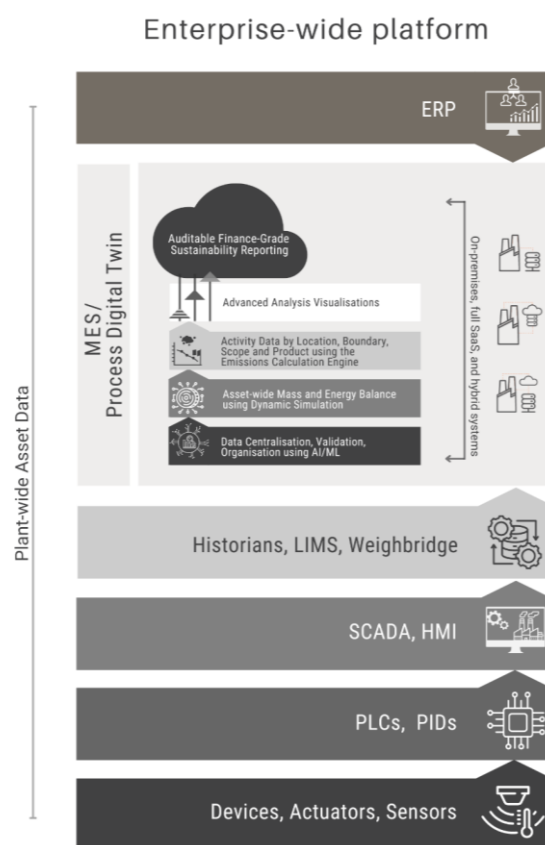 Enterprise-wide platform
ERP
Plant-wide Asset Data
MES/
Process Digital Twin
Auditable Finance-Grade
Sustainability Reporting
Advanced Analysis Visualisations
Activity Data by Location, Boundary,
Scope and Product using the
Emissions Calculation Engine
Asset-wide Mass and Energy Balance
using Dynamic Simulation
Data Centralisation, Validation,
Organisation using AI/ML
On-premises, full SaaS, and hybrid systems
Historians, LIMS, Weighbridge
SCADA, HMI
PLCs, PIDs
Devices, Actuators, Sensors